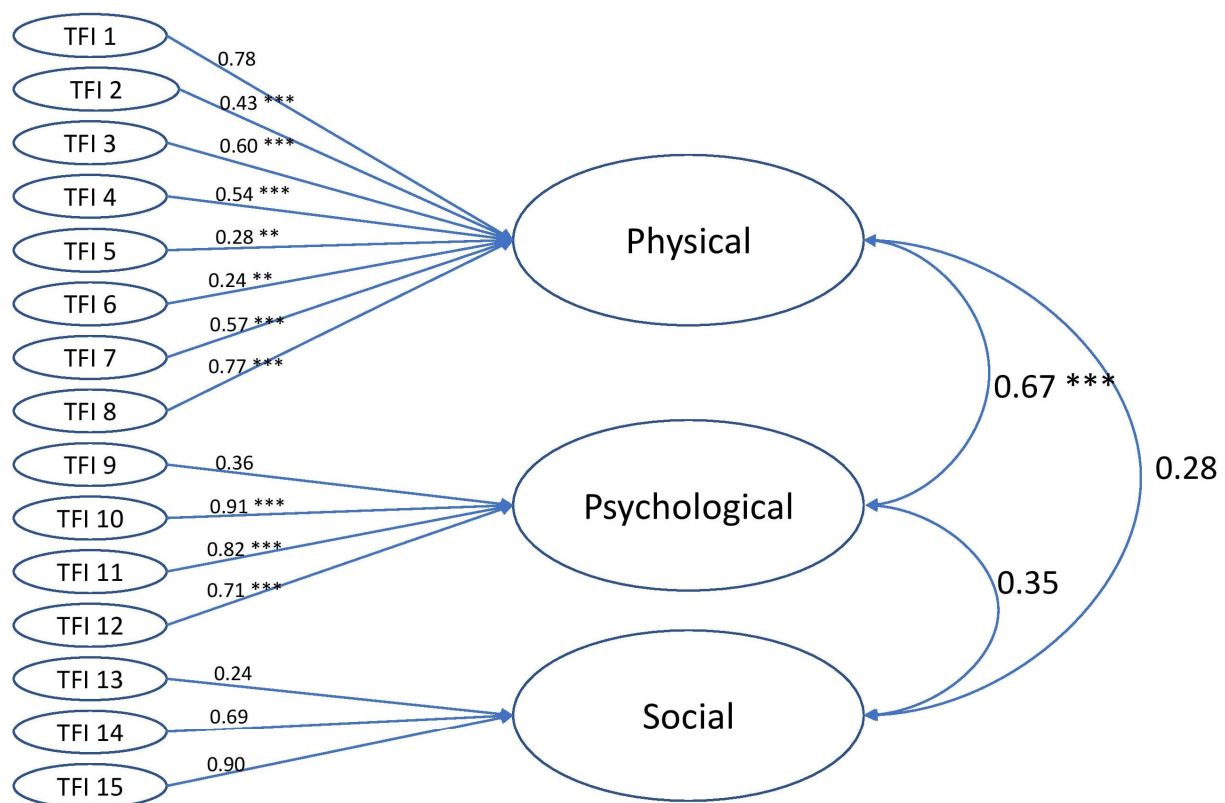 TFI 1
0.78
TFI 2
0.43 ***
TFI 3
0.60 ***
TFI 4
0.54 ***
TFI 5
0.28 **
TFI 6
0.24 **
TFI 7
0.57 ***
TFI 8
0.77 ***
Physical
TFI 9
0.36
TFI 10
0.91 ***
TFI 11
0.82 ***
TFI 12
0.71 ***
Psychological
TFI 13
0.24
TFI 14
0.69
TFI 15
0.90
Social
0.67 ***
0.28
0.35